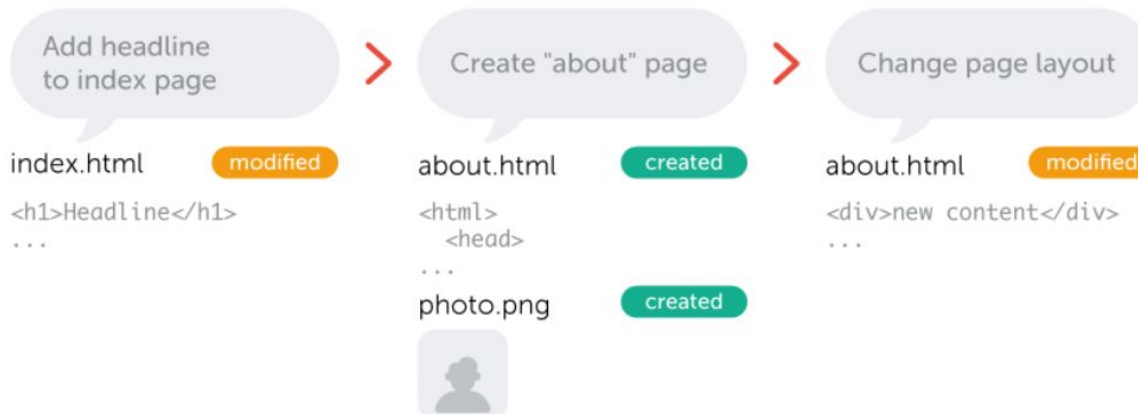 Add headline
to index page
index.html modified
<h1>Headline</h1>
...
Create "about" page
about.html created
<html>
<head>
...
photo.png created
Change page layout
about.html modified
<div>new content</div>
...